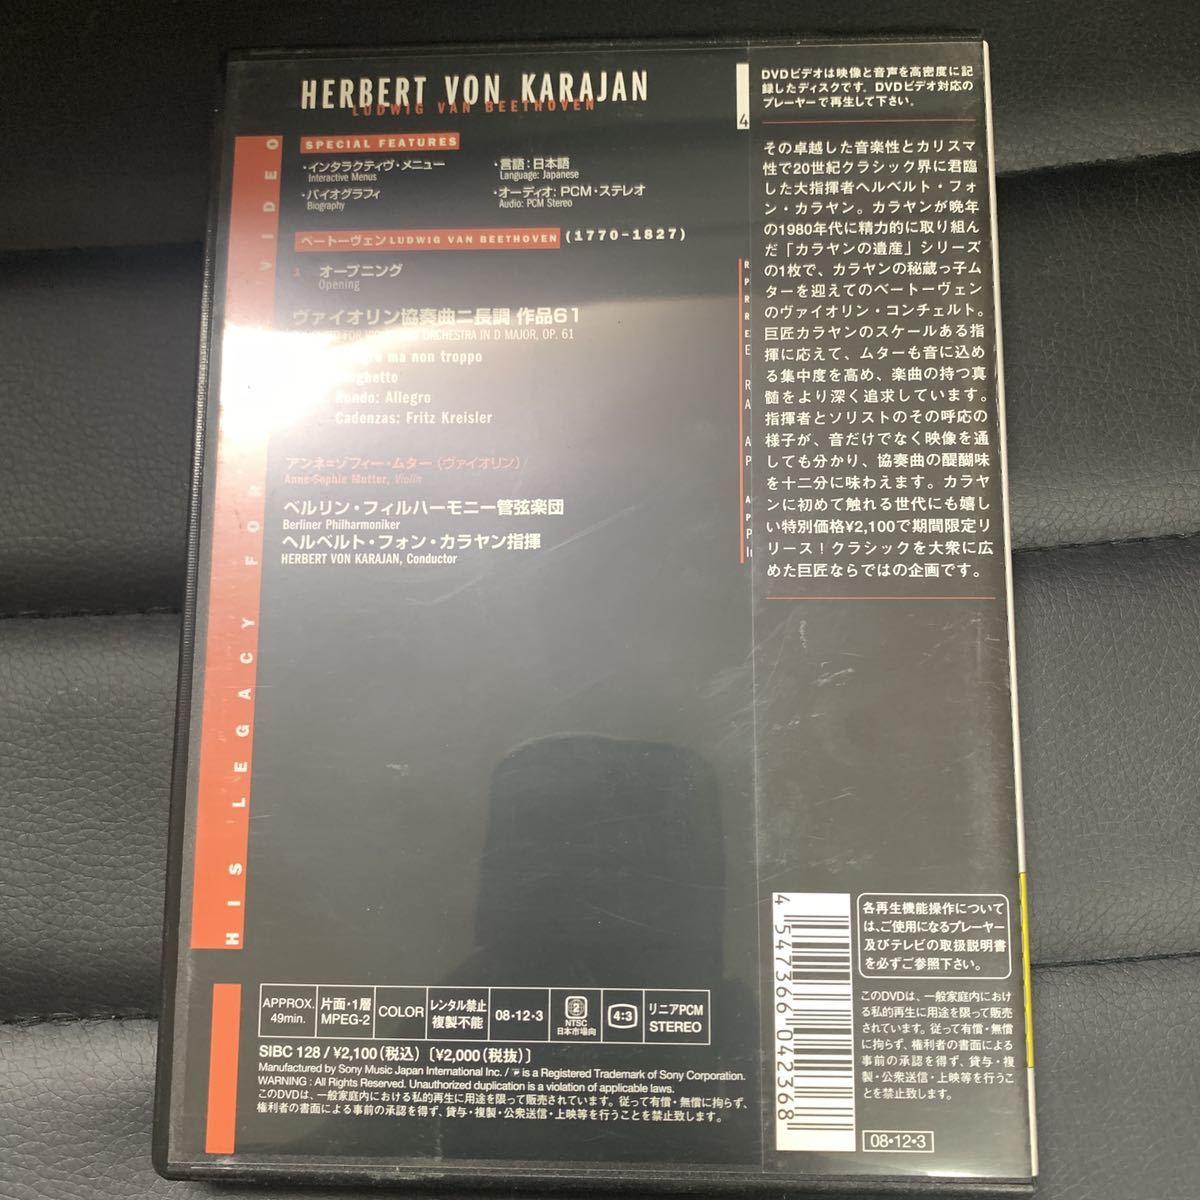 HERBERT VON KARAJAN
LUDWIG VAN BEETHOVEN
4
SPECIAL FEATURES
・インタラクティヴ・メニュー
Interactive Menus
・バイオグラフィ
Biography
・言語：日本語
Language: Japanese
・オーディオ：PCM・ステレオ
Audio: PCM Stereo
ベートーヴェン LUDWIG VAN BEETHOVEN (1770-1827)
1 オープニング
Opening
ヴァイオリン協奏曲ニ長調 作品61
ORCHESTRA IN D MAJOR, OP. 61
ma non troppo
Rondo: Allegro
Cadenzas: Fritz Kreisler
アンネ=ゾフィー・ムター（ヴァイオリン）
Anne-Sophie Mutter, Violin
ベルリン・フィルハーモニー管弦楽団
Berliner Philharmoniker
ヘルベルト・フォン・カラヤン指揮
HERBERT VON KARAJAN, Conductor
HIS LEGACY FOR VIDEO
DVDビデオは映像と音声を高密度に記
録したディスクです。DVDビデオ対応の
プレーヤーで再生して下さい。
その卓越した音楽性とカリスマ
性で20世紀クラシック界に君臨
した大指揮者ヘルベルト・フォ
ン・カラヤン。カラヤンが晩年
の1980年代に精力的に取り組ん
だ「カラヤンの遺産」シリーズ
の1枚で、カラヤンの秘蔵っ子ム
ターを迎えてのベートーヴェン
のヴァイオリン・コンチェルト。
巨匠カラヤンのスケールある指
揮に応えて、ムターも音に込め
る集中度を高め、楽曲の持つ真
髄をより深く追求しています。
指揮者とソリストのその呼応の
様子が、音だけでなく映像を通
しても分かり、協奏曲の醍醐味
を十二分に味わえます。カラヤ
ンに初めて触れる世代にも嬉し
い特別価格¥2,100で期間限定リ
リース！クラシックを大衆に広
めた巨匠ならではの企画です。
4 547366 042368
各再生機能操作について
は、ご使用になるプレーヤー
及びテレビの取扱説明書
を必ずご参照下さい。
このDVDは、一般家庭内におけ
る私的再生に用途を限って販売
されています。従って有償・無償
に拘らず、権利者の書面による
事前の承認を得ず、貸与・複
製・公衆送信・上映等を行うこ
とを禁止致します。
08・12・3
APPROX. 49min.
片面・1層 MPEG-2
COLOR
レンタル禁止 複製不能
08・12・3
2 NTSC 日本市場向
4:3
リニアPCM STEREO
SIBC 128 / ¥2,100（税込）〔¥2,000（税抜）〕
Manufactured by Sony Music Japan International Inc. / is a Registered Trademark of Sony Corporation.
WARNING : All Rights Reserved. Unauthorized duplication is a violation of applicable laws.
このDVDは、一般家庭内における私的再生に用途を限って販売されています。従って有償・無償に拘らず、
権利者の書面による事前の承認を得ず、貸与・複製・公衆送信・上映等を行うことを禁止致します。